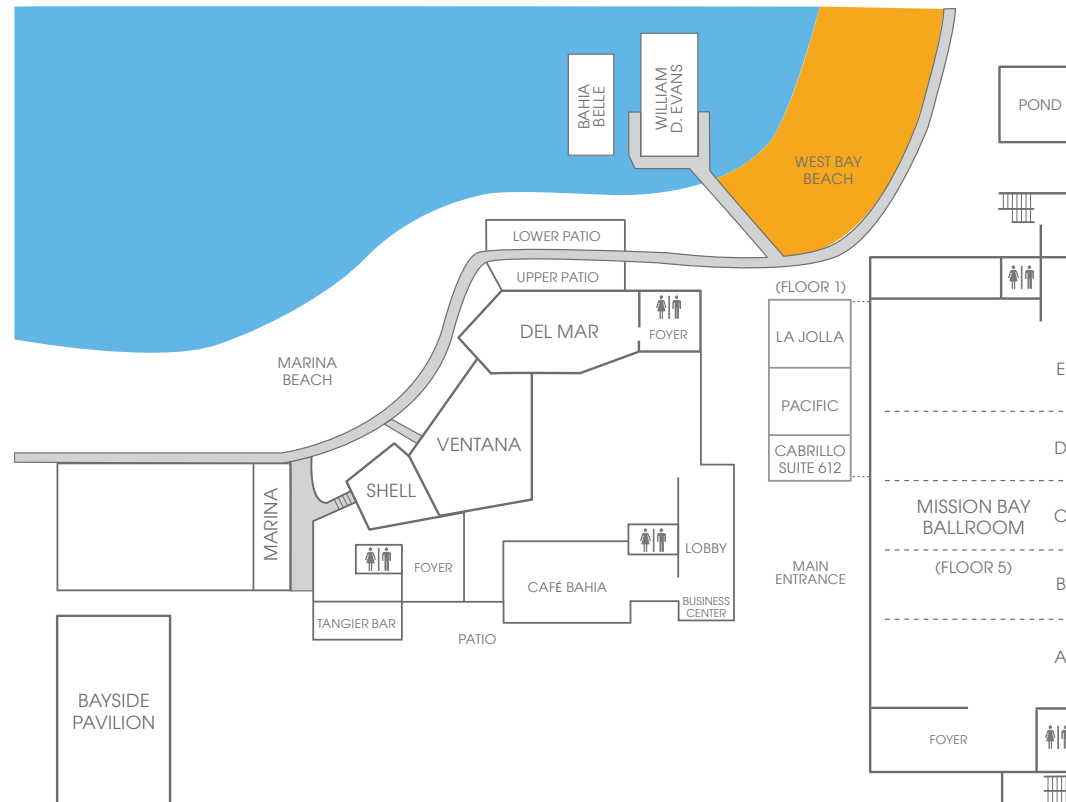 BAHIA
BELLE
WILLIAM
D. EVANS
POND
WEST BAY
BEACH
LOWER PATIO
UPPER PATIO
(FLOOR 1)
DEL MAR
FOYER
LA JOLLA
MARINA
BEACH
E
PACIFIC
VENTANA
D
CABRILLO
SUITE 612
SHELL
MARINA
MISSION BAY
BALLROOM
C
LOBBY
FOYER
MAIN
ENTRANCE
(FLOOR 5)
CAFÉ BAHIA
B
BUSINESS
CENTER
TANGIER BAR
PATIO
A
BAYSIDE
PAVILION
FOYER